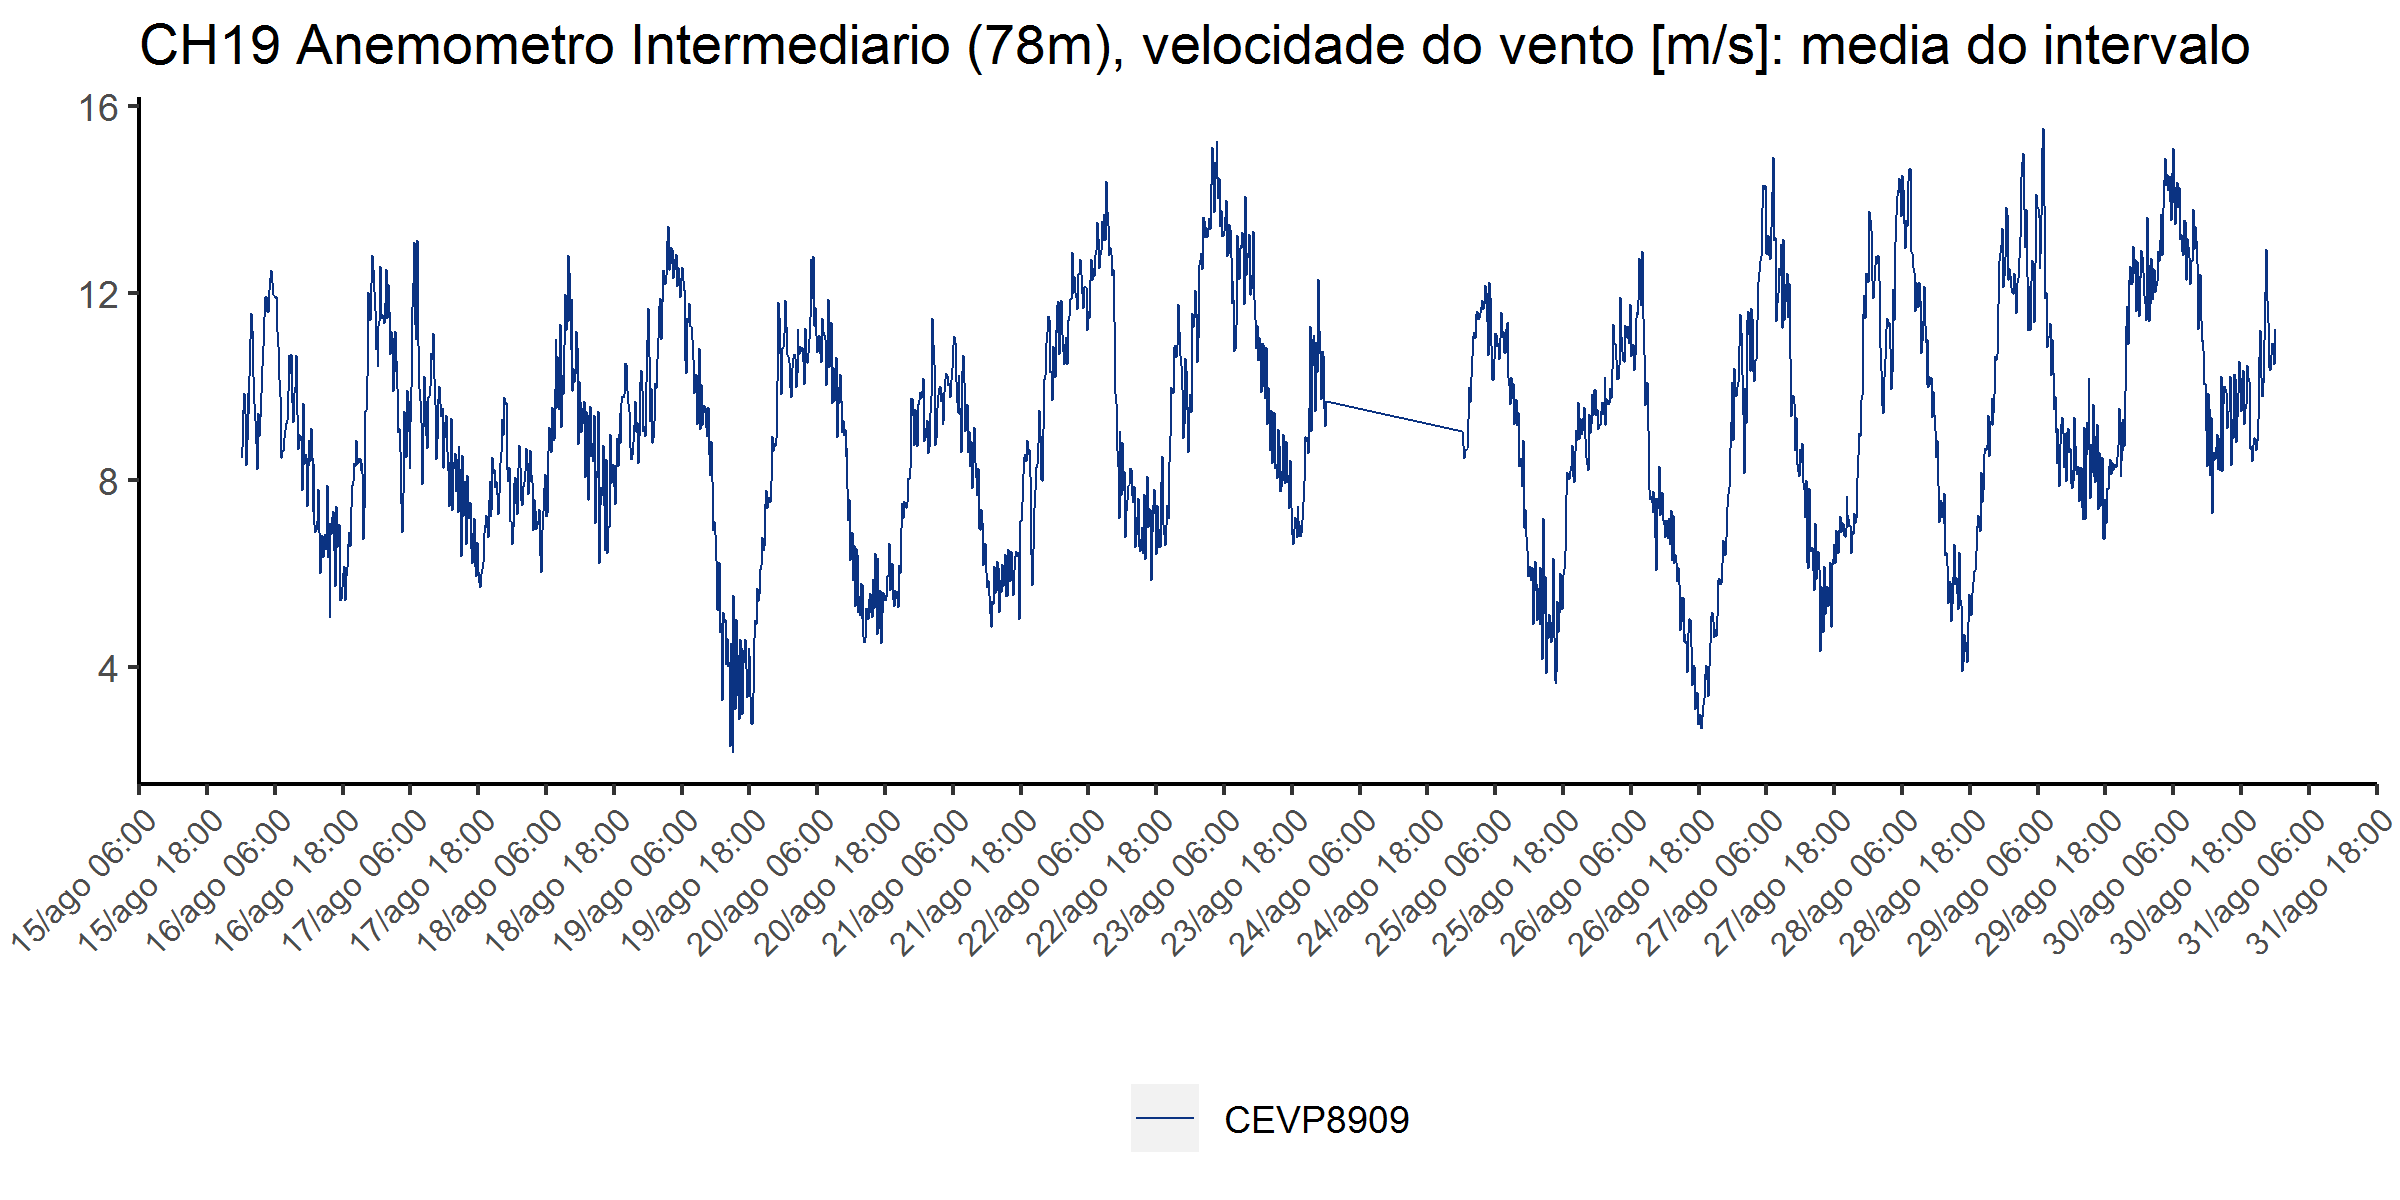 CH19 Anemometro Intermediario (78m), velocidade do vento [m/s]: media do intervalo
16
12
8
4
15/ago 06:00
15/ago 18:00
16/ago 06:00
16/ago 18:00
17/ago 06:00
17/ago 18:00
18/ago 06:00
18/ago 18:00
19/ago 06:00
19/ago 18:00
20/ago 06:00
20/ago 18:00
21/ago 06:00
21/ago 18:00
22/ago 06:00
22/ago 18:00
23/ago 06:00
23/ago 18:00
24/ago 06:00
24/ago 18:00
25/ago 06:00
25/ago 18:00
26/ago 06:00
26/ago 18:00
27/ago 06:00
27/ago 18:00
28/ago 06:00
28/ago 18:00
29/ago 06:00
29/ago 18:00
30/ago 06:00
30/ago 18:00
31/ago 06:00
31/ago 18:00
CEVP8909